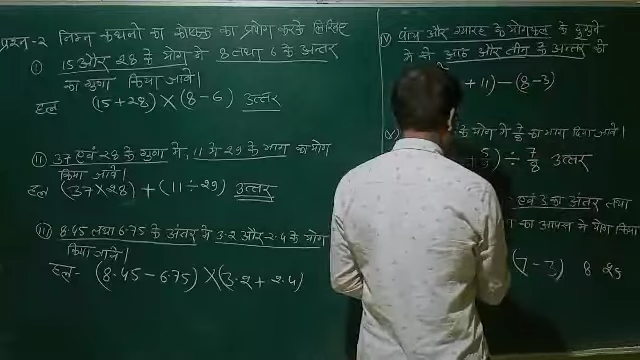 प्रश्न-2 निम्न कथनों का कोष्ठक का प्रयोग करके लिखिए
(i) 15 और 28 के योग में 8 तथा 6 के अन्तर
का गुणा किया जावे।
हल (15+28) × (8-6) उत्तर
(ii) 37 एवं 28 के गुणा में, 11 में 29 के भाग का योग
किया जावे।
हल (37×28) + (11÷29) उत्तर
(iii) 8.45 तथा 6.75 के अंतर में 3.2 और 2.4 के योग
किया जावे।
हल- (8.45-6.75) × (3.2+2.4)
(iv) पाँच और ग्यारह के योगफल के दुगुने
में से आठ और तीन के अन्तर को
+ 11) - (8-3)
(v) के योग में 7/8 का भाग दिया जावे।
) ÷ 7/8 उत्तर
एवं 3 का अंतर तथा
का आपस में योग किया
(7-3)